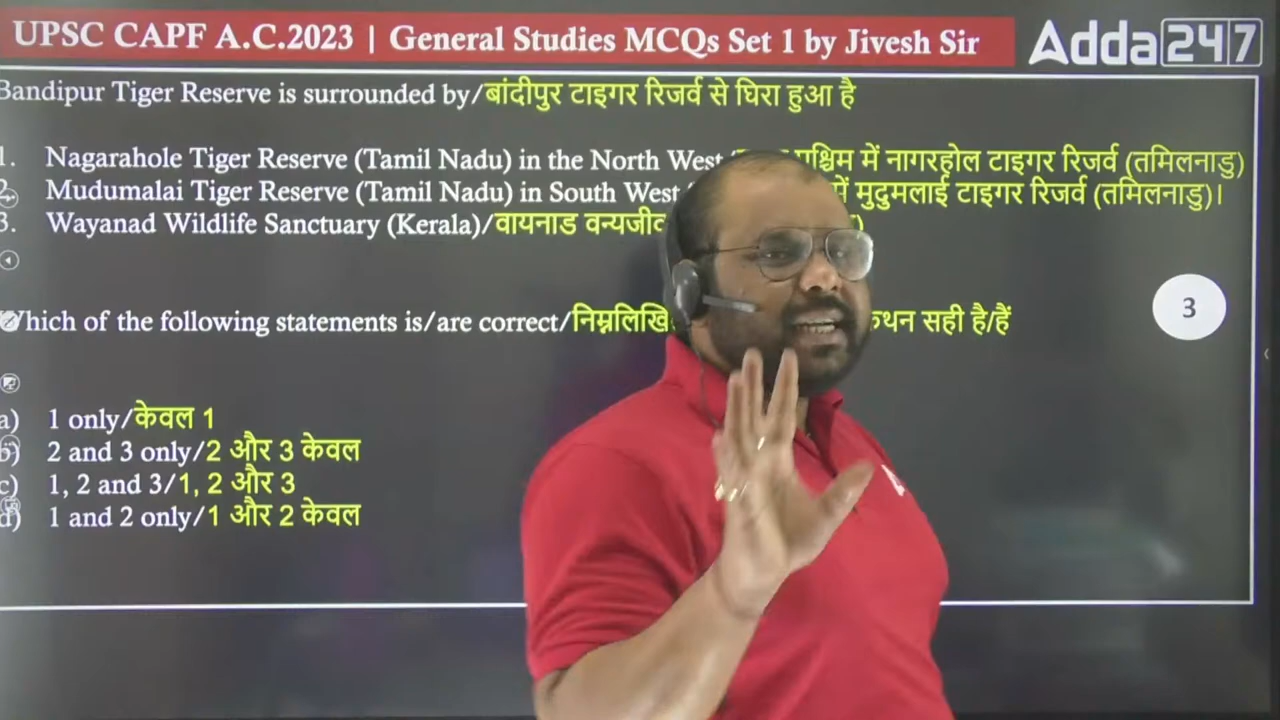 UPSC CAPF A.C.2023 | General Studies MCQs Set 1 by Jivesh Sir
Adda247
Bandipur Tiger Reserve is surrounded by/बांदीपुर टाइगर रिजर्व से घिरा हुआ है
1. Nagarahole Tiger Reserve (Tamil Nadu) in the North West पश्चिम में नागरहोल टाइगर रिजर्व (तमिलनाडु)
2. Mudumalai Tiger Reserve (Tamil Nadu) in South West में मुदुमलाई टाइगर रिजर्व (तमिलनाडु)।
3. Wayanad Wildlife Sanctuary (Kerala)/वायनाड
Which of the following statements is/are correct/ कथन सही है/हैं
3
a) 1 only/केवल 1
b) 2 and 3 only/2 और 3 केवल
c) 1, 2 and 3/1, 2 और 3
d) 1 and 2 only/1 और 2 केवल